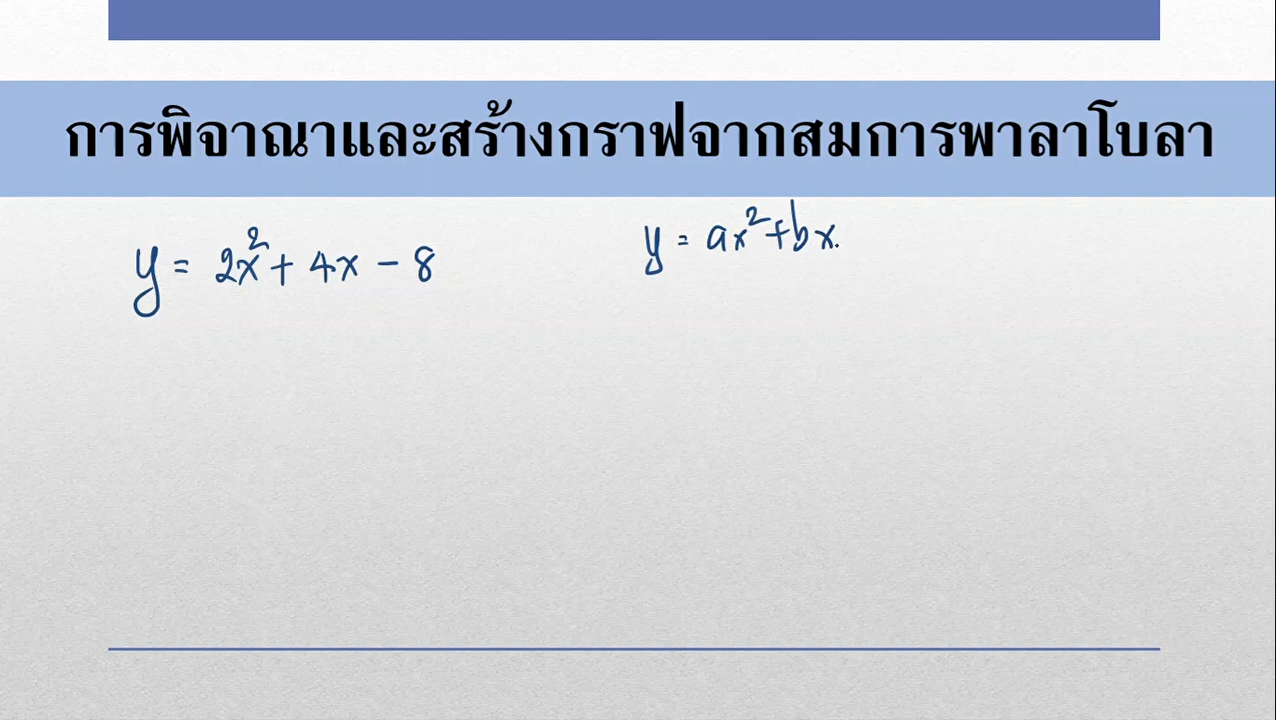 การพิจาณาและสร้างกราฟจากสมการพาลาโบลา
y = 2x² + 4x - 8
y = ax² + bx